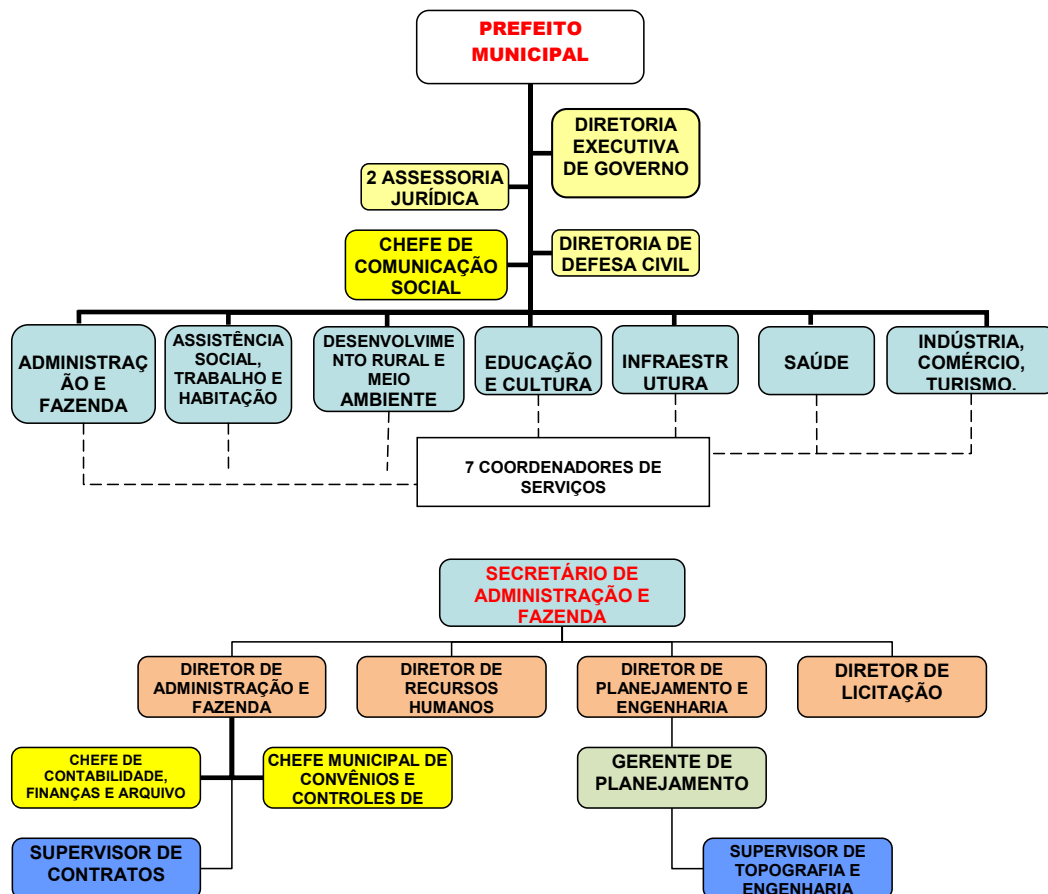 PREFEITO
MUNICIPAL
DIRETORIA
EXECUTIVA
DE GOVERNO
2 ASSESSORIA
JURÍDICA
CHEFE DE
COMUNICAÇÃO
SOCIAL
DIRETORIA DE
DEFESA CIVIL
ADMINISTRAÇ
ÃO E
FAZENDA
ASSISTÊNCIA
SOCIAL,
TRABALHO E
HABITAÇÃO
DESENVOLVIME
NTO RURAL E
MEIO
AMBIENTE
EDUCAÇÃO
E CULTURA
INFRAESTR
UTURA
SAÚDE
INDÚSTRIA,
COMÉRCIO,
TURISMO.
7 COORDENADORES DE
SERVIÇOS
SECRETÁRIO DE
ADMINISTRAÇÃO E
FAZENDA
DIRETOR DE
ADMINISTRAÇÃO E
FAZENDA
DIRETOR DE
RECURSOS
HUMANOS
DIRETOR DE
PLANEJAMENTO E
ENGENHARIA
DIRETOR DE
LICITAÇÃO
CHEFE DE
CONTABILIDADE,
FINANÇAS E ARQUIVO
CHEFE MUNICIPAL DE
CONVÊNIOS E
CONTROLES DE
GERENTE DE
PLANEJAMENTO
SUPERVISOR DE
CONTRATOS
SUPERVISOR DE
TOPOGRAFIA E
ENGENHARIA